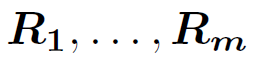 R₁, . . . , Rₘ